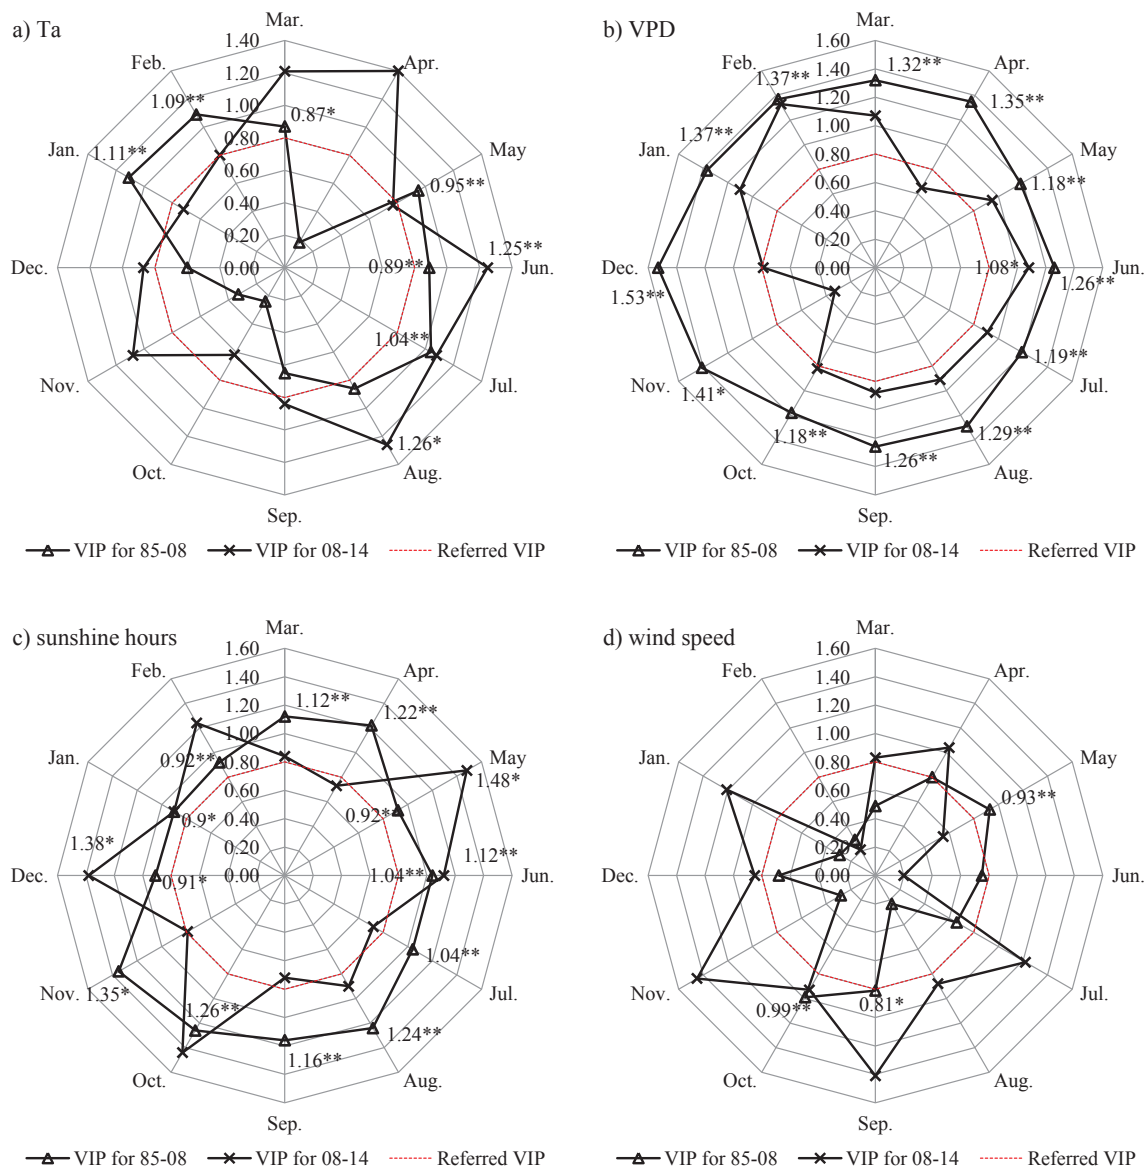 a) Ta
Mar.
1.40
Apr.
1.20
1.00
0.80
0.60
0.40
0.20
0.00
Feb.
1.09**
0.87*
May
Jan.
1.11**
0.95**
1.25**
Dec.
0.89**
Jun.
1.04**
Nov.
Jul.
1.26*
Oct.
Aug.
Sep.
VIP for 85-08
VIP for 08-14
Referred VIP
b) VPD
Mar.
1.60
Apr.
1.40
1.20
1.00
0.80
0.60
0.40
0.20
0.00
Feb.
1.37**
1.32**
1.35**
May
Jan.
1.37**
1.18**
Dec.
1.53**
1.08*
Jun.
1.26**
1.19**
Nov.
1.41*
Jul.
1.18**
1.29**
1.26**
Oct.
Aug.
Sep.
VIP for 85-08
VIP for 08-14
Referred VIP
c) sunshine hours
Mar.
1.60
Apr.
1.40
1.20
1.00
0.80
0.60
0.40
0.20
0.00
Feb.
1.12**
1.22**
May
0.92**
Jan.
1.48*
0.9*
0.92*
1.38*
1.12**
Dec.
0.91*
1.04**
Jun.
1.04**
Nov.
1.35*
Jul.
1.26**
1.24**
1.16**
Oct.
Aug.
Sep.
VIP for 85-08
VIP for 08-14
Referred VIP
d) wind speed
Mar.
1.60
Apr.
1.40
1.20
1.00
0.80
0.60
0.40
0.20
0.00
Feb.
May
Jan.
0.93**
Dec.
Jun.
Nov.
Jul.
0.99**
0.81*
Oct.
Aug.
Sep.
VIP for 85-08
VIP for 08-14
Referred VIP